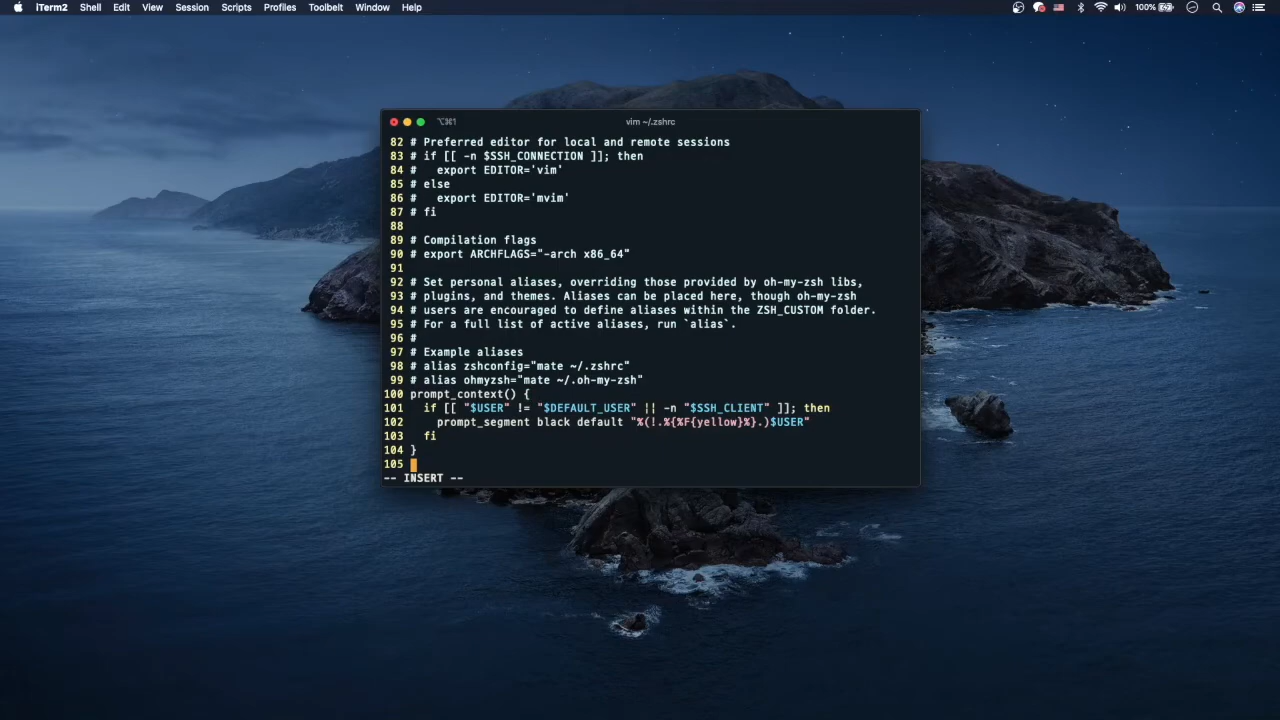 iTerm2 Shell Edit View Session Scripts Profiles Toolbelt Window Help 100%
⌥⌘1 vim ~/.zshrc
82 # Preferred editor for local and remote sessions
83 # if [[ -n $SSH_CONNECTION ]]; then
84 #   export EDITOR='vim'
85 # else
86 #   export EDITOR='mvim'
87 # fi
88
89 # Compilation flags
90 # export ARCHFLAGS="-arch x86_64"
91
92 # Set personal aliases, overriding those provided by oh-my-zsh libs,
93 # plugins, and themes. Aliases can be placed here, though oh-my-zsh
94 # users are encouraged to define aliases within the ZSH_CUSTOM folder.
95 # For a full list of active aliases, run `alias`.
96 #
97 # Example aliases
98 # alias zshconfig="mate ~/.zshrc"
99 # alias ohmyzsh="mate ~/.oh-my-zsh"
100 prompt_context() {
101   if [[ "$USER" != "$DEFAULT_USER" || -n "$SSH_CLIENT" ]]; then
102     prompt_segment black default "%(!.%{%F{yellow}%}.)$USER"
103   fi
104 }
105
-- INSERT --